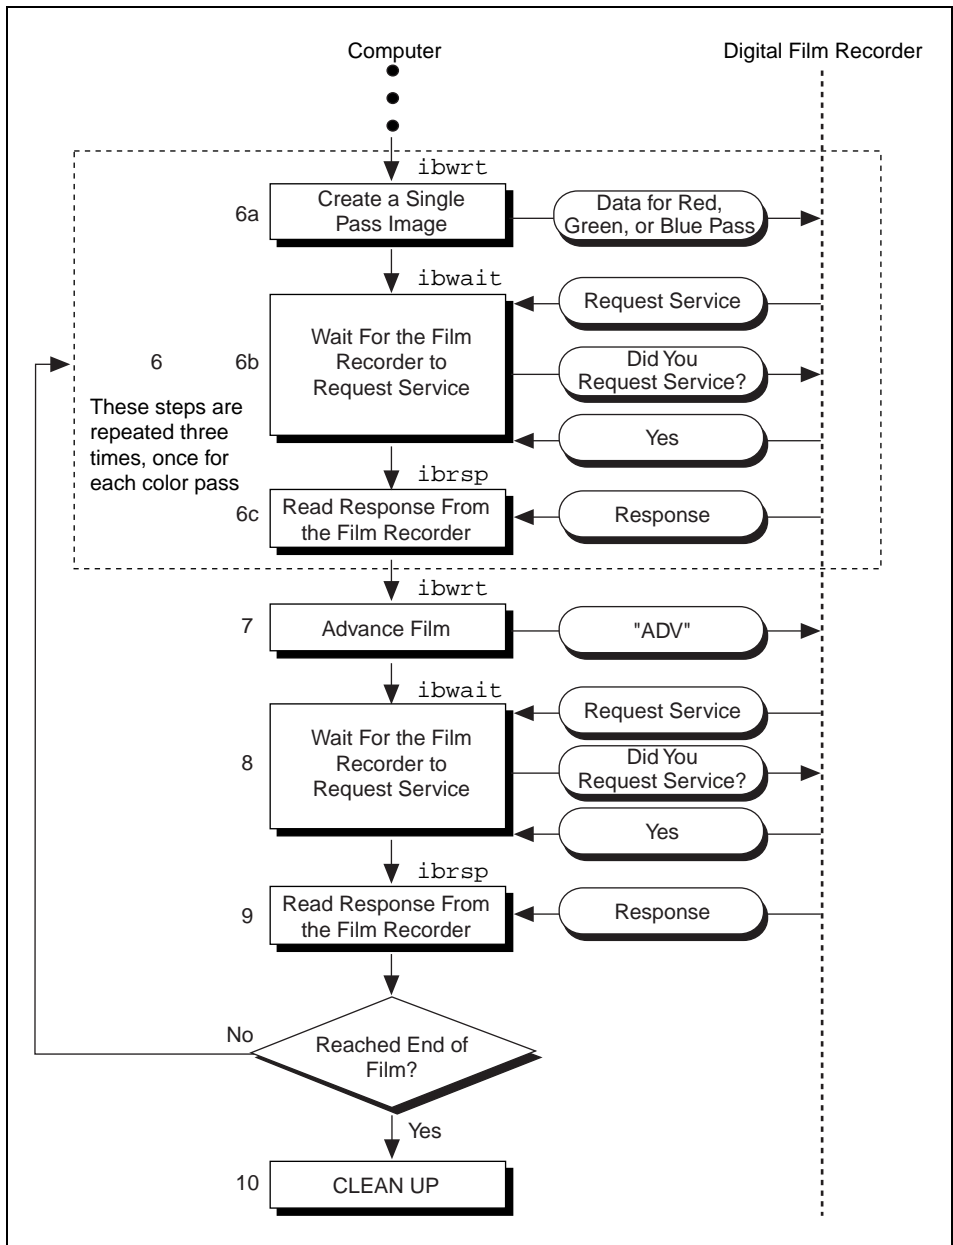 Computer
Digital Film Recorder
ibwrt
6a
Create a Single
Pass Image
Data for Red,
Green, or Blue Pass
ibwait
Request Service
6
6b
Wait For the Film
Recorder to
Request Service
Did You
Request Service?
These steps are
repeated three
times, once for
each color pass
Yes
ibrsp
6c
Read Response From
the Film Recorder
Response
ibwrt
7
Advance Film
"ADV"
ibwait
Request Service
8
Wait For the Film
Recorder to
Request Service
Did You
Request Service?
Yes
ibrsp
9
Read Response From
the Film Recorder
Response
No
Reached End of
Film?
Yes
10
CLEAN UP